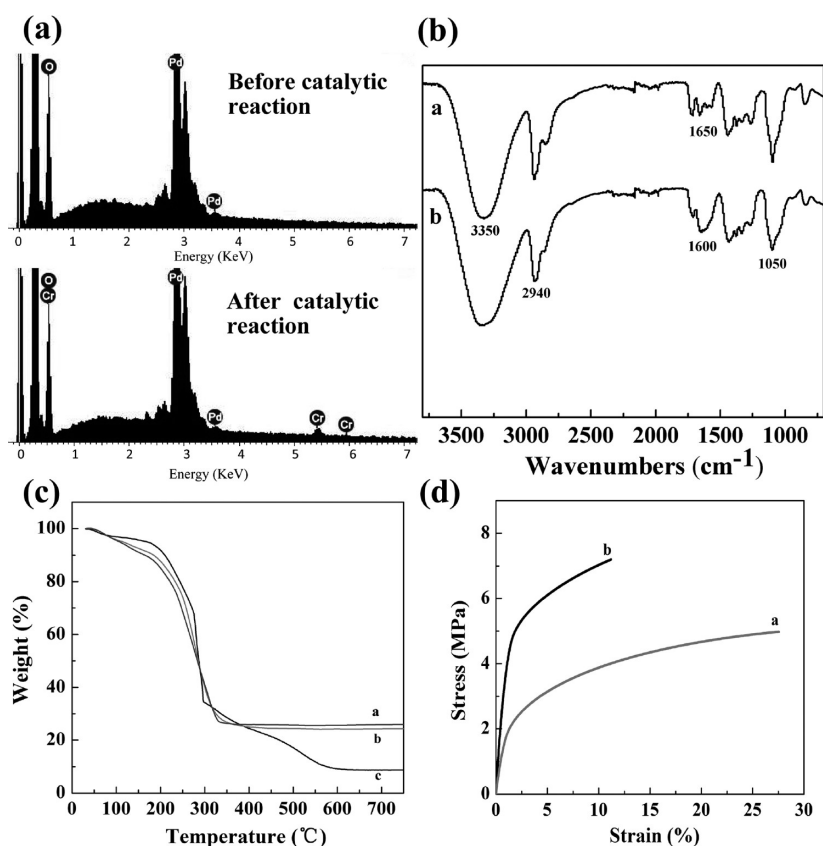 (a)
O
Pd
Before catalytic
reaction
Pd
0 1 2 3 4 5 6 7
Energy (KeV)
O
Cr
Pd
After catalytic
reaction
Pd
Cr
Cr
0 1 2 3 4 5 6 7
Energy (KeV)
(b)
a
1650
b
3350
2940
1600
1050
3500 3000 2500 2000 1500 1000
Wavenumbers (cm-1)
(c)
100
80
60
40
20
0
Weight (%)
a
b
c
0 100 200 300 400 500 600 700
Temperature (℃)
(d)
8
6
4
2
0
Stress (MPa)
b
a
0 5 10 15 20 25 30
Strain (%)